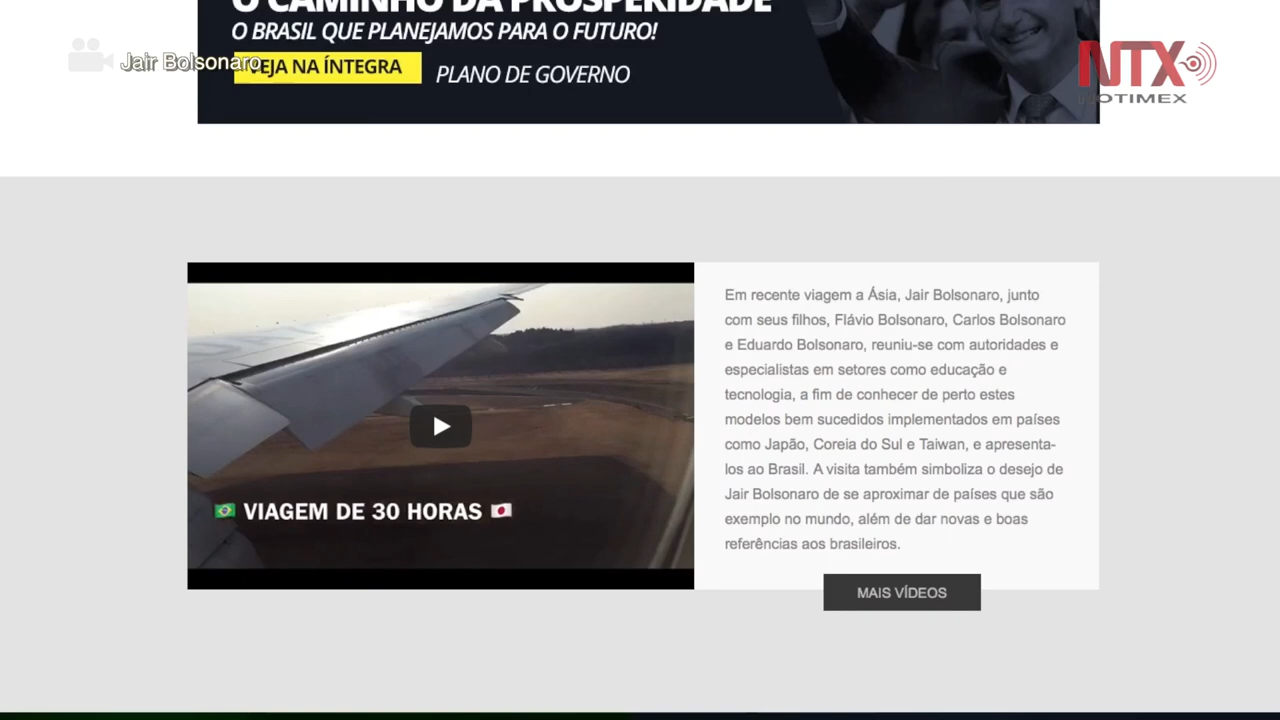 O CAMINHO DA PROSPERIDADE
O BRASIL QUE PLANEJAMOS PARA O FUTURO!
Jair Bolsonaro
VEJA NA ÍNTEGRA
PLANO DE GOVERNO
NTX
NOTIMEX
Em recente viagem a Ásia, Jair Bolsonaro, junto
com seus filhos, Flávio Bolsonaro, Carlos Bolsonaro
e Eduardo Bolsonaro, reuniu-se com autoridades e
especialistas em setores como educação e
tecnologia, a fim de conhecer de perto estes
modelos bem sucedidos implementados em países
como Japão, Coreia do Sul e Taiwan, e apresenta-
los ao Brasil. A visita também simboliza o desejo de
Jair Bolsonaro de se aproximar de países que são
exemplo no mundo, além de dar novas e boas
referências aos brasileiros.
VIAGEM DE 30 HORAS
MAIS VÍDEOS